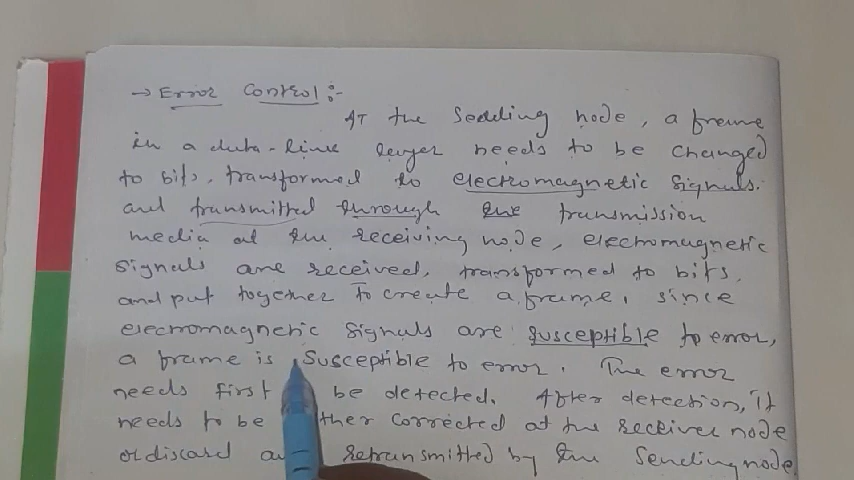 → Error Control :-
At the sending node, a frame
in a data-link layer needs to be changed
to bits, transformed to electromagnetic signals.
and transmitted through the transmission
media at the receiving node, electromagnetic
signals are received, transformed to bits,
and put together to create a frame, since
electromagnetic signals are susceptible to error,
a frame is susceptible to error. The error
needs first be detected. After detection, it
needs to be corrected at the receiver node
or discard retransmitted by the sending node.